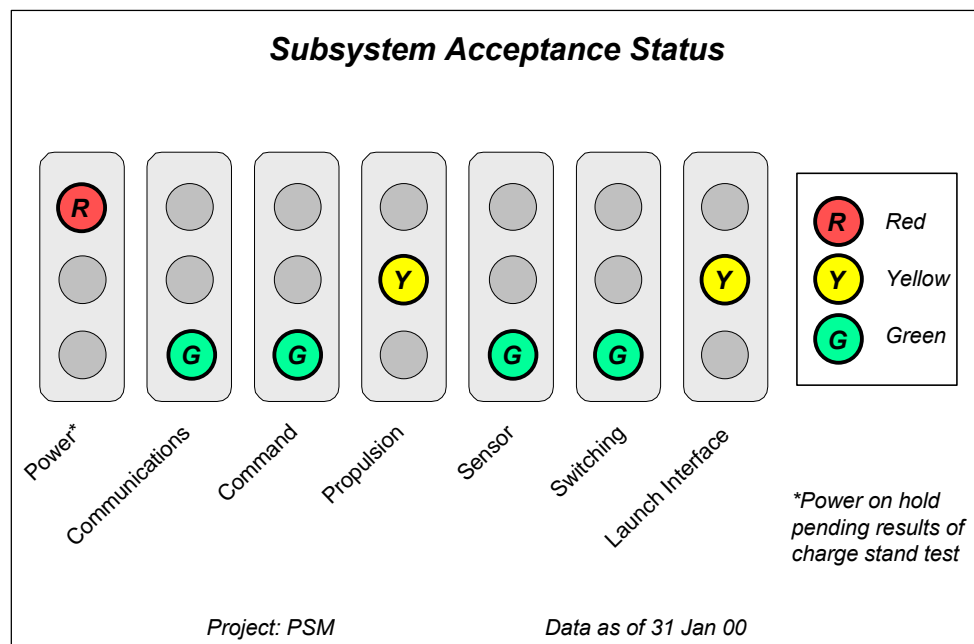 Subsystem Acceptance Status
R
Y
Y
G
G
G
G
R Red
Y Yellow
G Green
Power*
Communications
Command
Propulsion
Sensor
Switching
Launch Interface
*Power on hold
pending results of
charge stand test
Project: PSM
Data as of 31 Jan 00